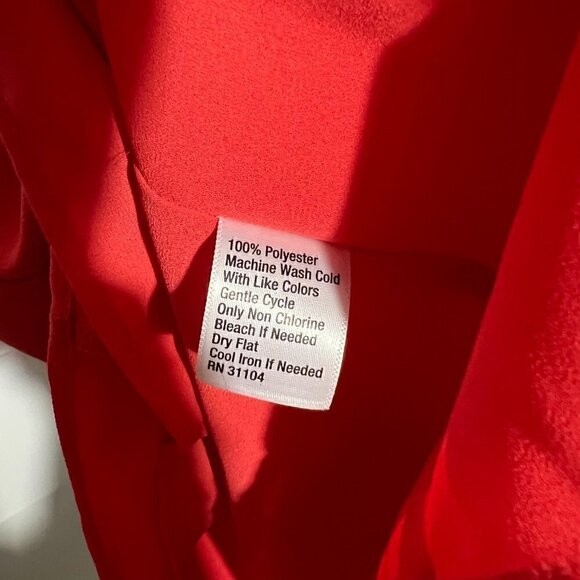 100% Polyester
Machine Wash Cold
With Like Colors
Gentle Cycle
Only Non Chlorine
Bleach If Needed
Dry Flat
Cool Iron If Needed
RN 31104